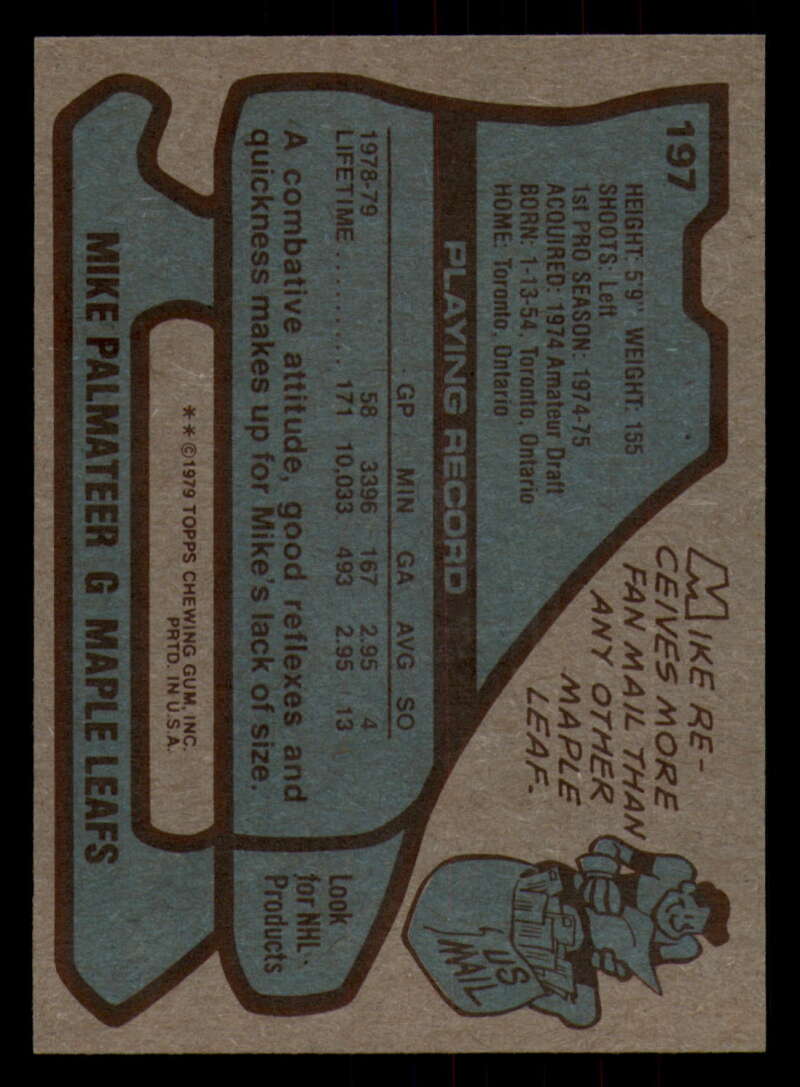 197
HEIGHT: 5'9" WEIGHT: 155
SHOOTS: Left
1st PRO SEASON: 1974-75
ACQUIRED: 1974 Amateur Draft
BORN: 1-13-54, Toronto, Ontario
HOME: Toronto, Ontario
MIKE RE-
CEIVES MORE
FAN MAIL THAN
ANY OTHER
MAPLE
LEAF.
US
MAIL
PLAYING RECORD
GP MIN GA AVG SO
1978-79 58 3396 167 2.95 4
LIFETIME .......... 171 10,033 493 2.95 13
A combative attitude, good reflexes and
quickness makes up for Mike's lack of size.
Look
for NHL
Products
**©1979 TOPPS CHEWING GUM, INC.
PRTD. IN U.S.A.
MIKE PALMATEER G MAPLE LEAFS